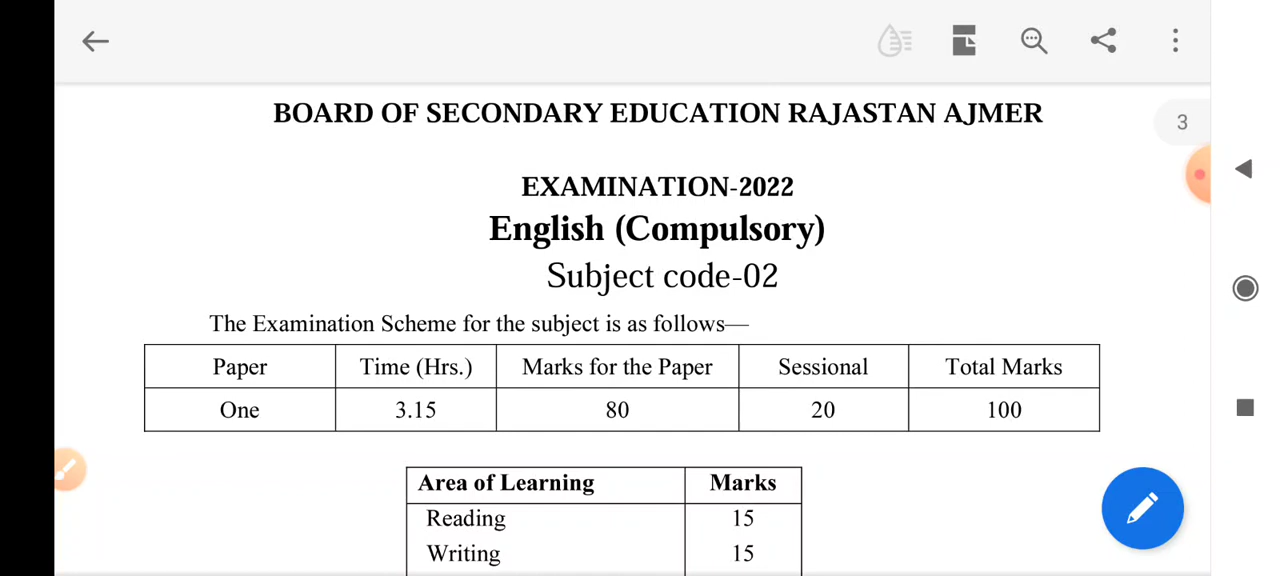 BOARD OF SECONDARY EDUCATION RAJASTAN AJMER
3
EXAMINATION-2022
English (Compulsory)
Subject code-02
The Examination Scheme for the subject is as follows—
Paper Time (Hrs.) Marks for the Paper Sessional Total Marks
One 3.15 80 20 100
Area of Learning Marks
Reading 15
Writing 15